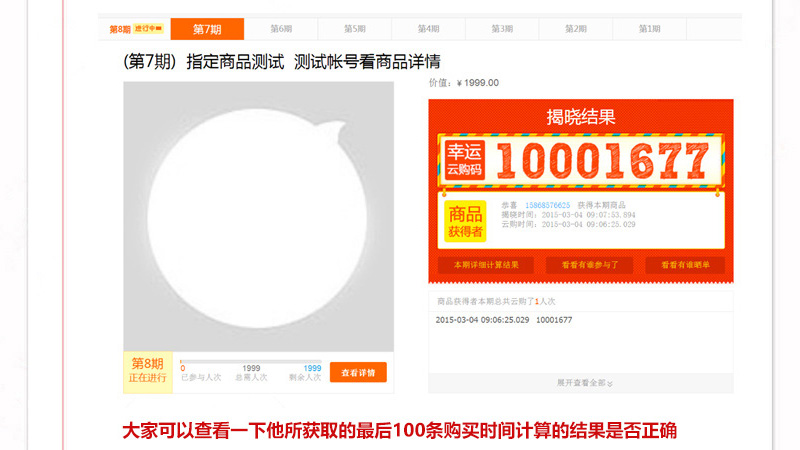 第8期 进行中
第7期
第6期
第5期
第4期
第3期
第2期
第1期
(第7期) 指定商品测试 测试帐号看商品详情
价值：¥ 1999.00
揭晓结果
幸运
云购码
10001677
商品
获得者
恭喜 15868576625 获得本期商品
揭晓时间：2015-03-04 09:07:53.894
云购时间：2015-03-04 09:06:25.029
本期详细计算结果
看看有谁参与了
看看有谁晒单
商品获得者本期总共云购了1人次
2015-03-04 09:06:25.029 10001677
展开查看全部
第8期
正在进行
0 1999 1999
已参与人次 总需人次 剩余人次
查看详情
大家可以查看一下他所获取的最后100条购买时间计算的结果是否正确